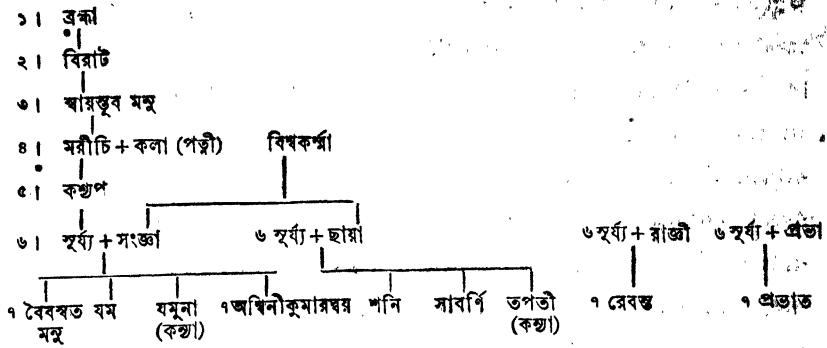 ১। ব্রহ্মা
২। বিরাট
৩। স্বায়ম্ভূব মনু
৪। মরীচি + কলা (পত্নী) বিশ্বকর্ম্মা
৫। কশ্যপ
৬। সূর্য্য + সংজ্ঞা ৬ সূর্য্য + ছায়া ৬ সূর্য্য + রাজ্ঞী ৬ সূর্য্য + প্রভা
৭ বৈবস্বত যম যমুনা ৭ অশ্বিনীকুমারদ্বয় শনি সাবর্ণি তপতী ৭ রেবন্ত ৭ প্রভাত
মনু (কন্যা) (কন্যা)